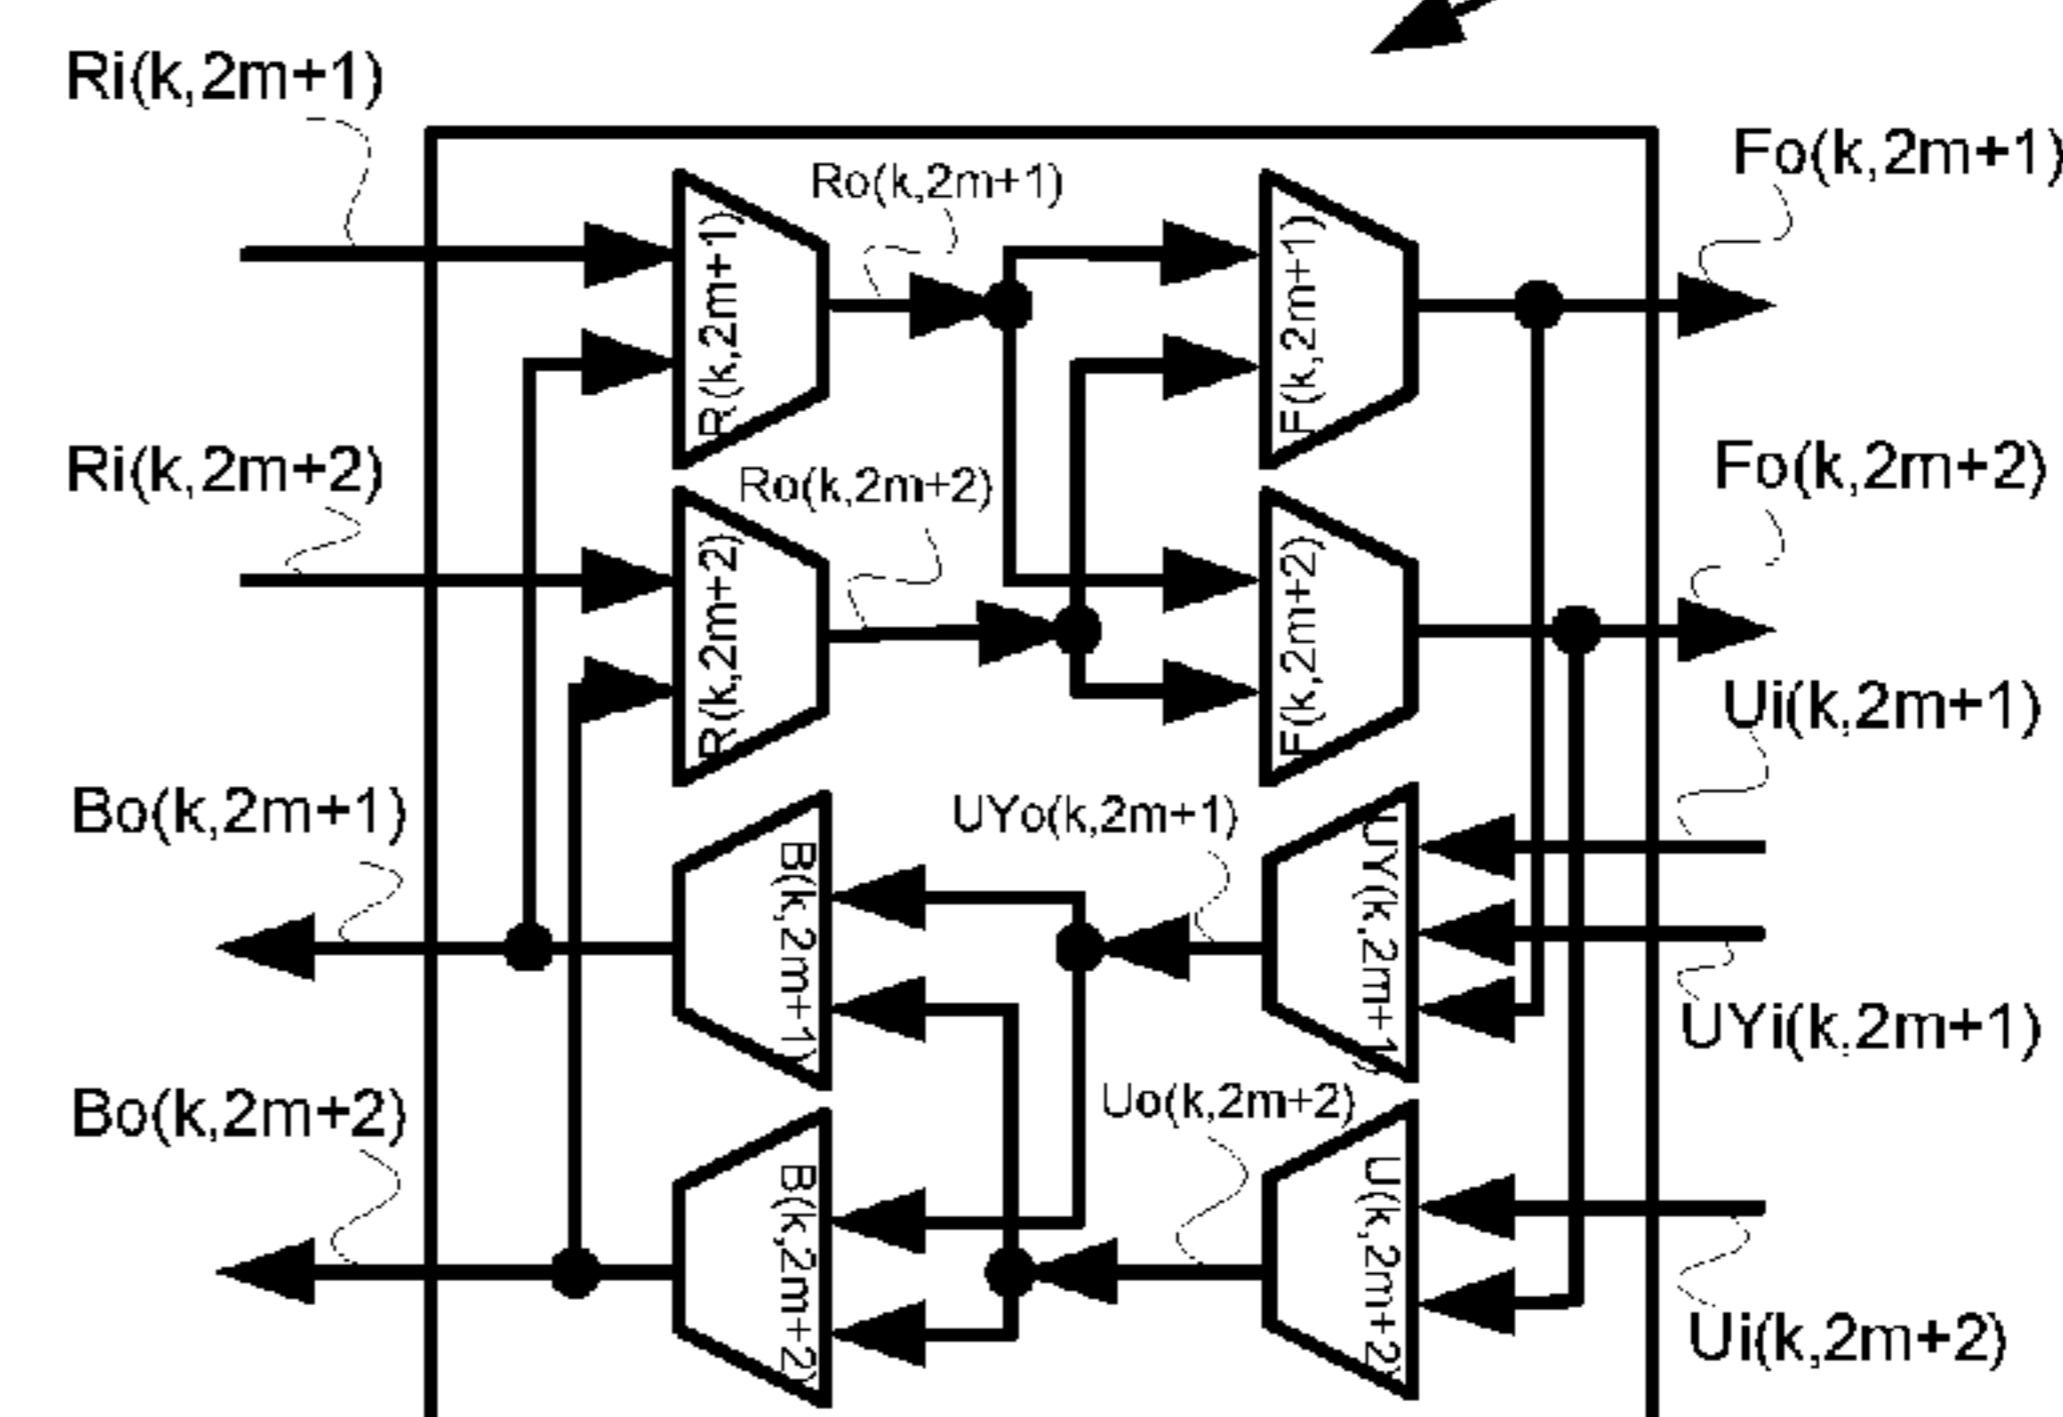 Ri(k,2m+1)
Fo(k,2m+1)
Ro(k,2m+1)
R(k,2m+1)
F(k,2m+1)
Ri(k,2m+2)
Ro(k,2m+2)
Fo(k,2m+2)
R(k,2m+2)
F(k,2m+2)
Ui(k,2m+1)
Bo(k,2m+1)
UYo(k,2m+1)
B(k,2m+1)
UY(k,2m+1)
UYi(k,2m+1)
Bo(k,2m+2)
Uo(k,2m+2)
B(k,2m+2)
U(k,2m+2)
Ui(k,2m+2)